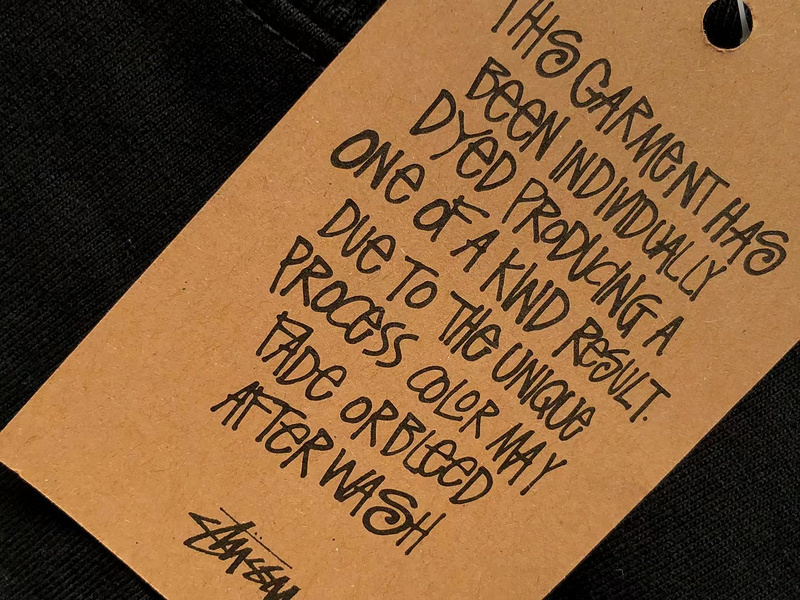 THIS GARMENT HAS
BEEN INDIVIDUALLY
DYED PRODUCING A
ONE OF A KIND RESULT.
DUE TO THE UNIQUE
PROCESS COLOR MAY
FADE OR BLEED
AFTER WASH
Stüssy